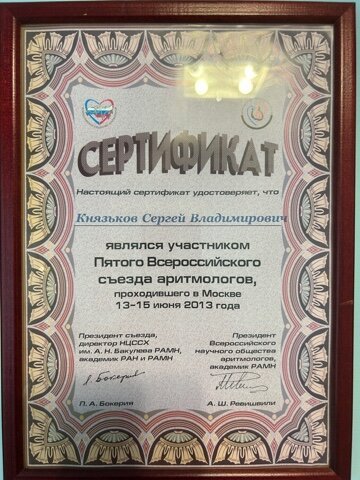 СЕРТИФИКАТ
Настоящий сертификат удостоверяет, что
Князьков Сергей Владимирович
являлся участником
Пятого Всероссийского
съезда аритмологов,
проходившего в Москве
13-15 июня 2013 года
Президент съезда,
директор НЦССХ
им. А. Н. Бакулева РАМН,
академик РАН и РАМН
Л. А. Бокерия
Президент
Всероссийского
научного общества
аритмологов,
академик РАМН
А. Ш. Ревишвили